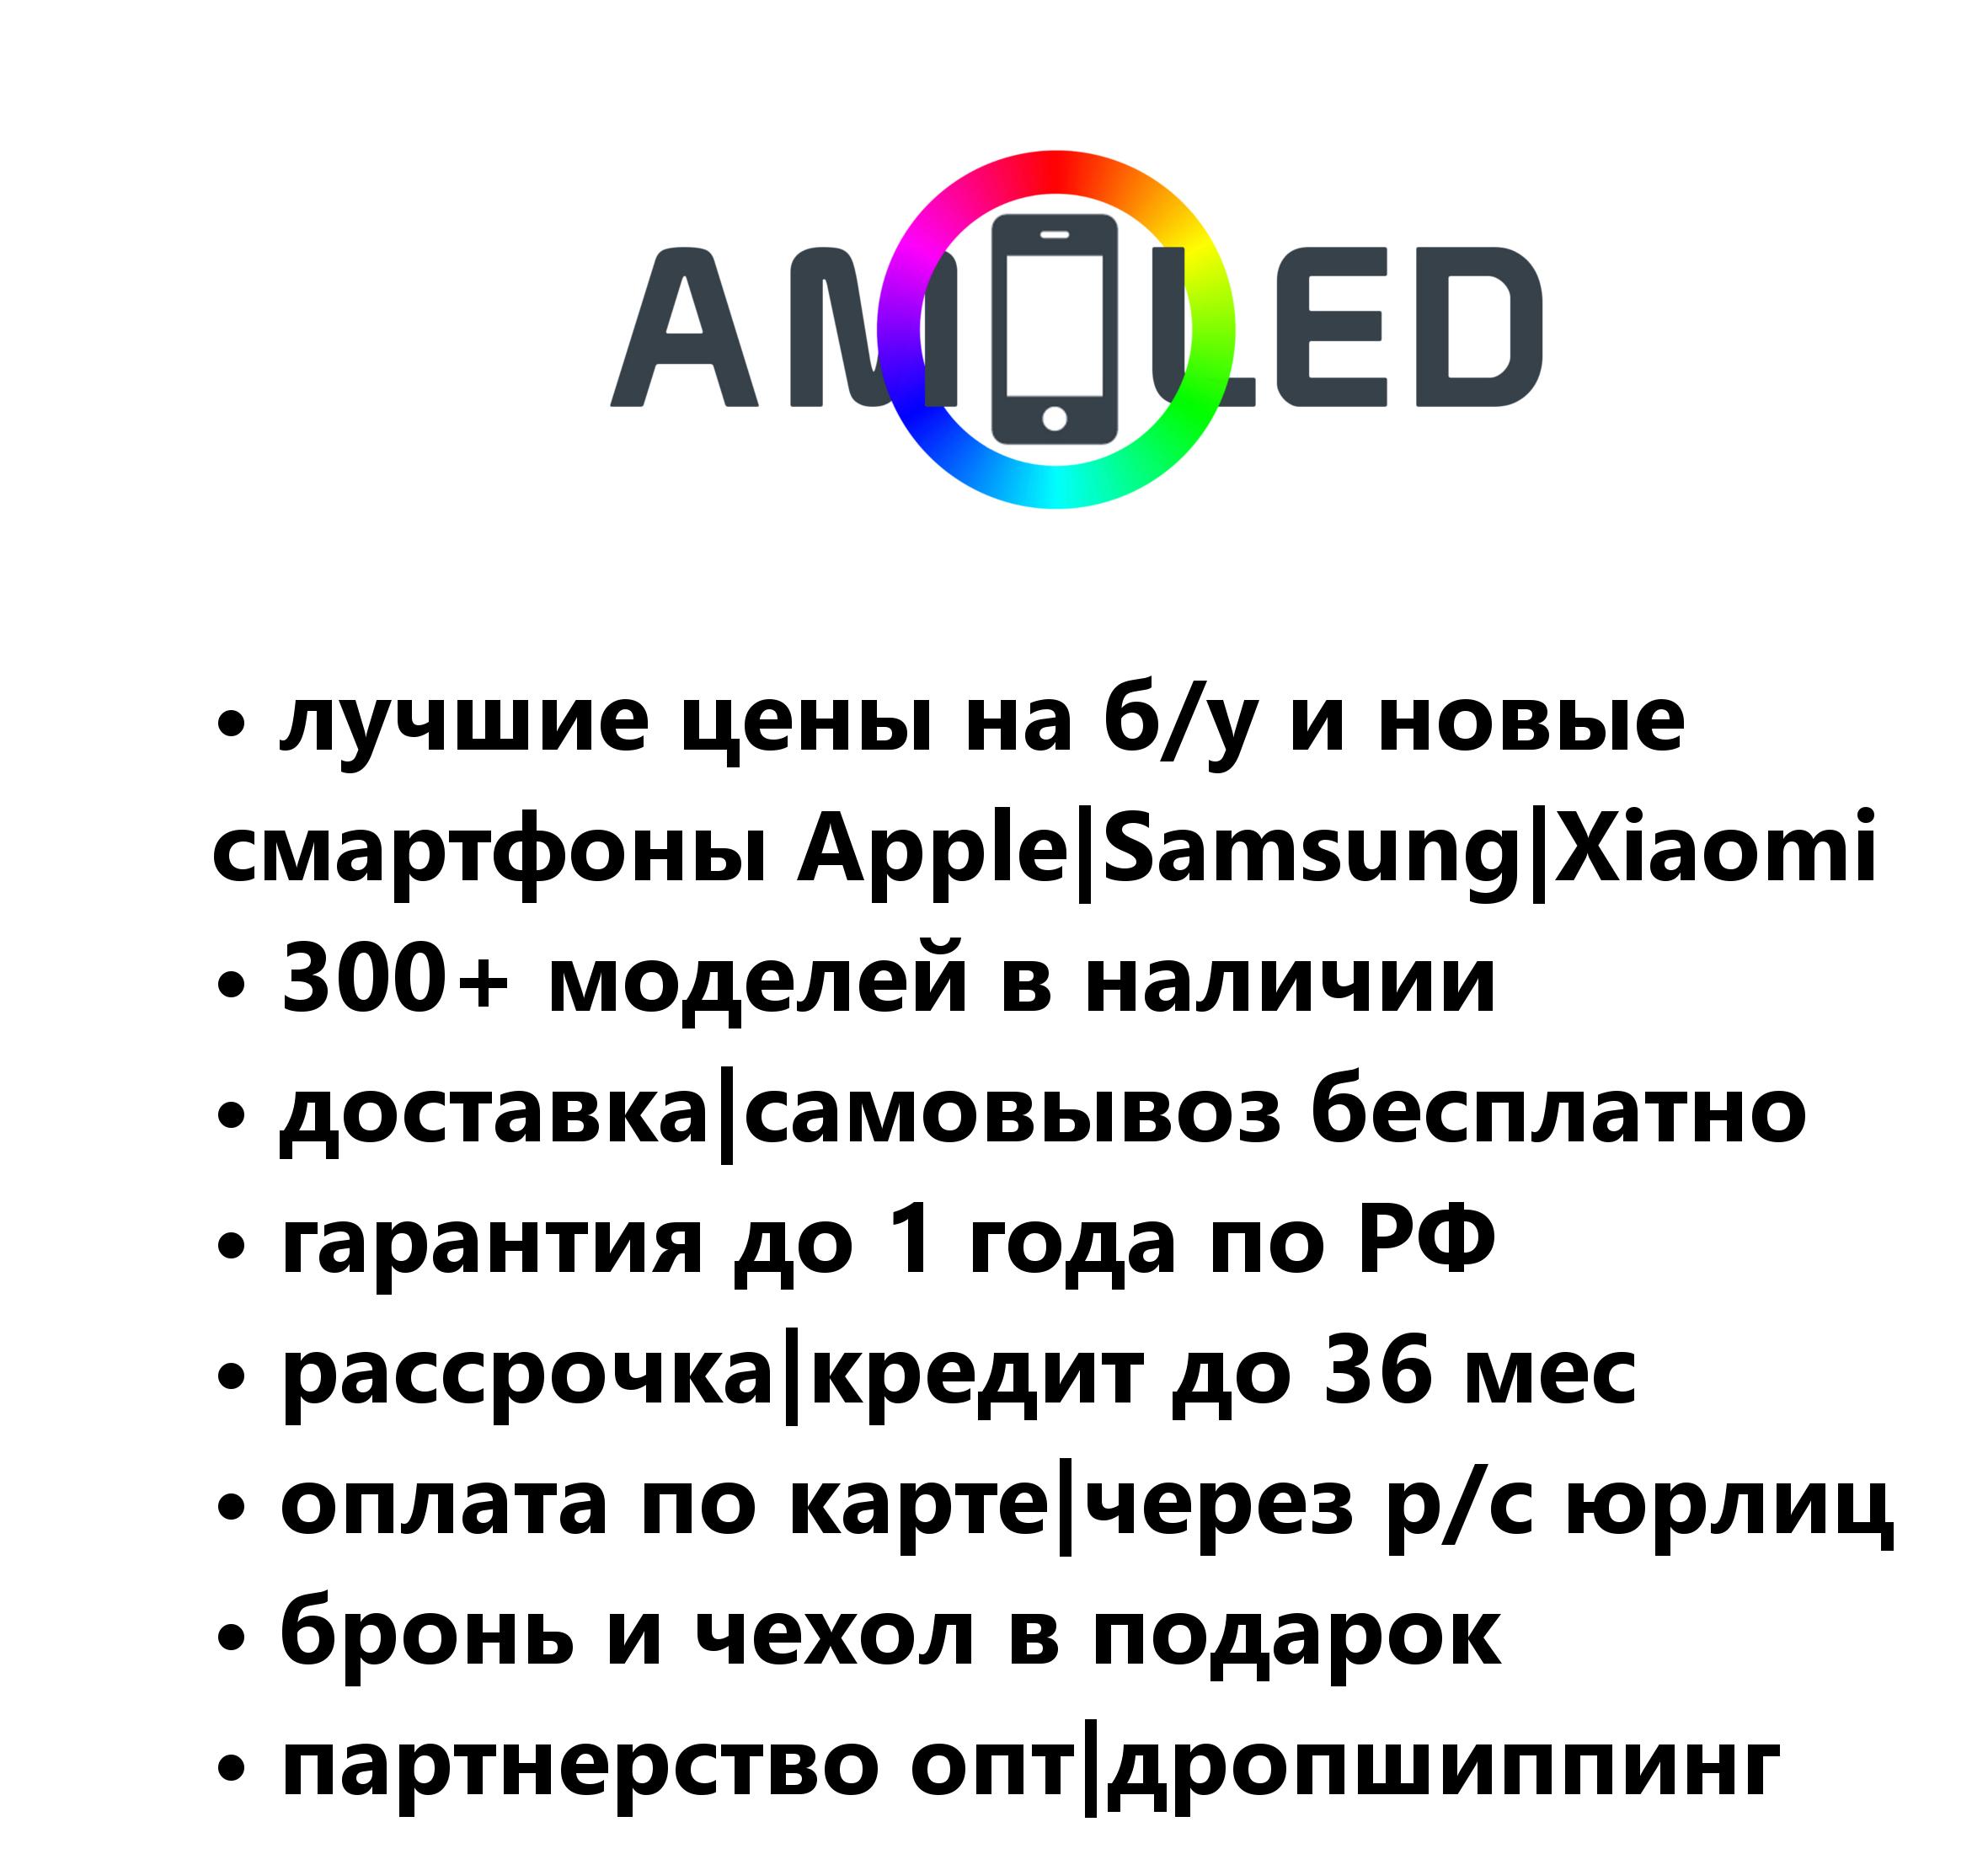 AMOLED
• лучшие цены на б/у и новые
смартфоны Apple|Samsung|Xiaomi
• 300+ моделей в наличии
• доставка|самовывоз бесплатно
• гарантия до 1 года по РФ
• рассрочка|кредит до 36 мес
• оплата по карте|через р/с юрлиц
• бронь и чехол в подарок
• партнерство опт|дропшиппинг